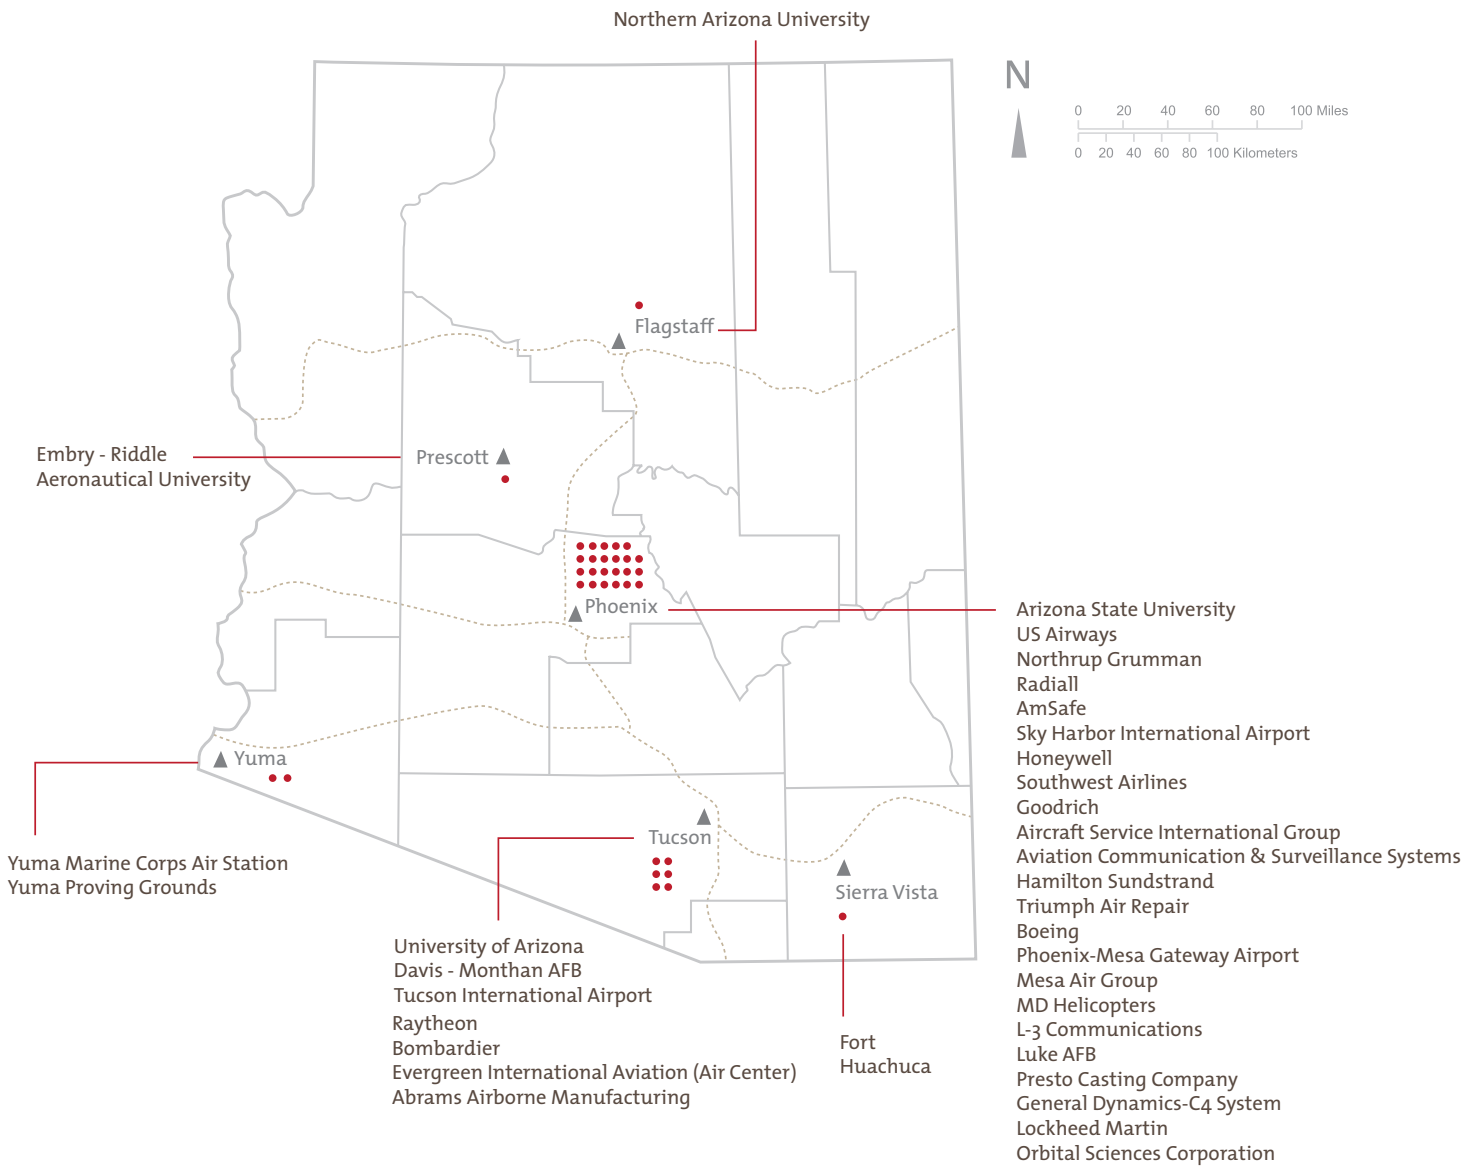 Northern Arizona University
N
0 20 40 60 80 100 Miles
0 20 40 60 80 100 Kilometers
Flagstaff
Embry - Riddle
Aeronautical University
Prescott
Phoenix
Arizona State University
US Airways
Northrup Grumman
Radiall
AmSafe
Sky Harbor International Airport
Honeywell
Southwest Airlines
Goodrich
Aircraft Service International Group
Aviation Communication & Surveillance Systems
Hamilton Sundstrand
Triumph Air Repair
Boeing
Phoenix-Mesa Gateway Airport
Mesa Air Group
MD Helicopters
L-3 Communications
Luke AFB
Presto Casting Company
General Dynamics-C4 System
Lockheed Martin
Orbital Sciences Corporation
Yuma
Yuma Marine Corps Air Station
Yuma Proving Grounds
Tucson
University of Arizona
Davis - Monthan AFB
Tucson International Airport
Raytheon
Bombardier
Evergreen International Aviation (Air Center)
Abrams Airborne Manufacturing
Sierra Vista
Fort
Huachuca